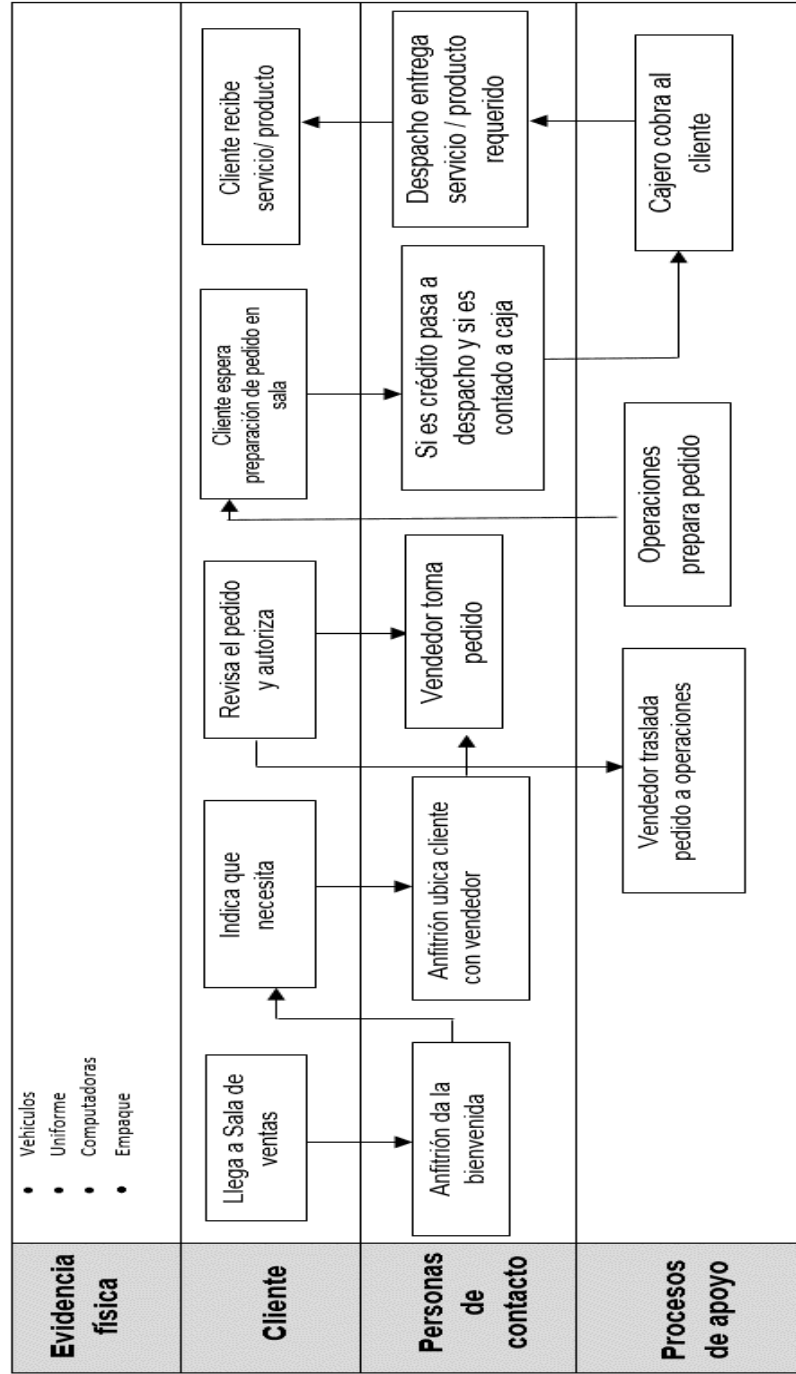 Evidencia
física
• Vehiculos
• Uniforme
• Computadoras
• Empaque
Cliente
Llega a Sala de
ventas
Indica que
necesita
Revisa el pedido
y autoriza
Cliente espera
preparación de pedido en
sala
Cliente recibe
servicio/ producto
Personas
de
contacto
Anfitrión da la
bienvenida
Anfitrión ubica cliente
con vendedor
Vendedor toma
pedido
Si es crédito pasa a
despacho y si es
contado a caja
Despacho entrega
servicio / producto
requerido
Procesos
de apoyo
Vendedor traslada
pedido a operaciones
Operaciones
prepara pedido
Cajero cobra al
cliente